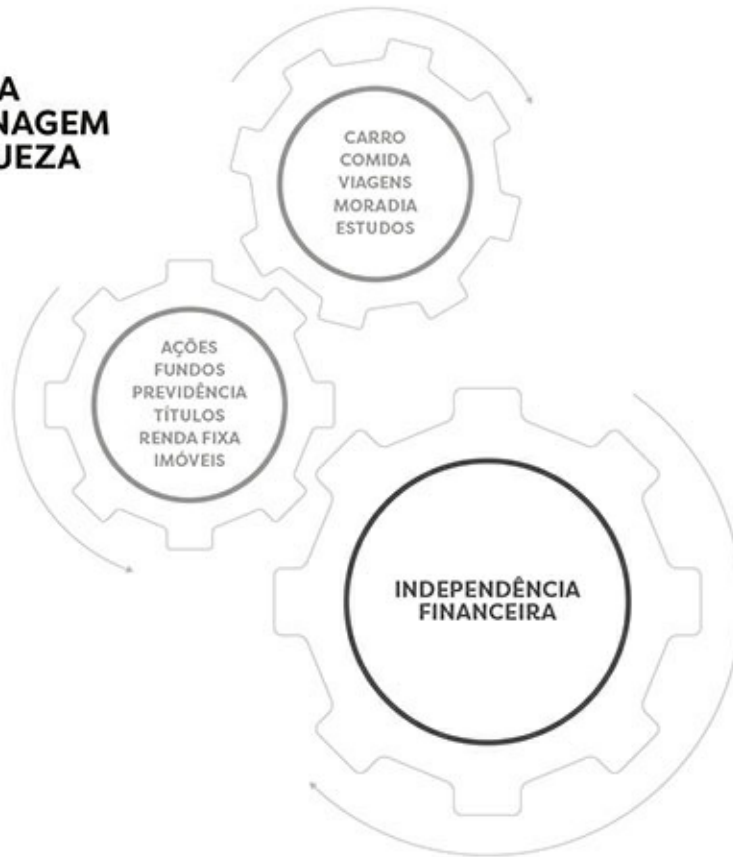 A
NAGEM
UEZA
CARRO
COMIDA
VIAGENS
MORADIA
ESTUDOS
AÇÕES
FUNDOS
PREVIDÊNCIA
TÍTULOS
RENDA FIXA
IMÓVEIS
INDEPENDÊNCIA
FINANCEIRA